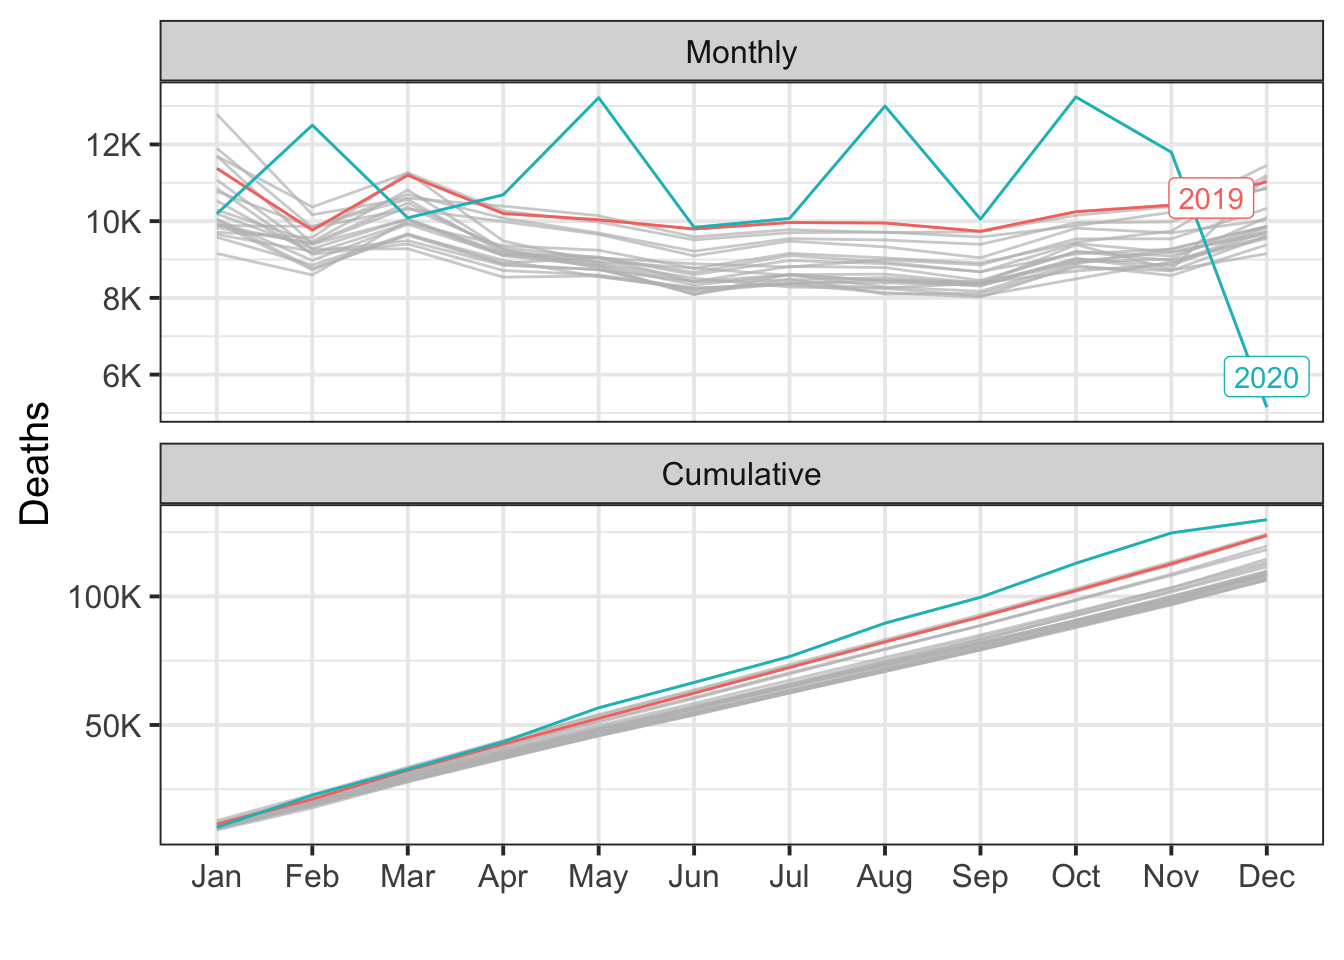 Monthly
12K
10K
8K
6K
2019
2020
Deaths
Cumulative
100K
50K
Jan Feb Mar Apr May Jun Jul Aug Sep Oct Nov Dec